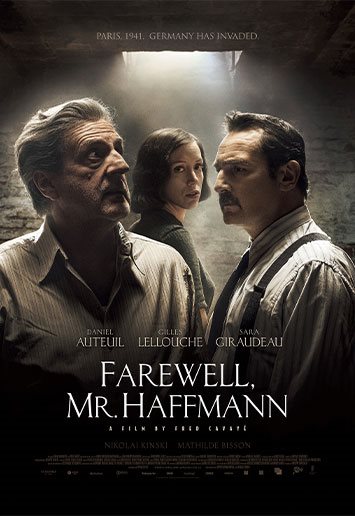 PARIS, 1941. GERMANY HAS INVADED.
DANIEL AUTEUIL
GILLES LELLOUCHE
SARA GIRAUDEAU
FAREWELL,
MR. HAFFMANN
A FILM BY FRED CAVAYÉ
NIKOLAI KINSKI MATHILDE BISSON